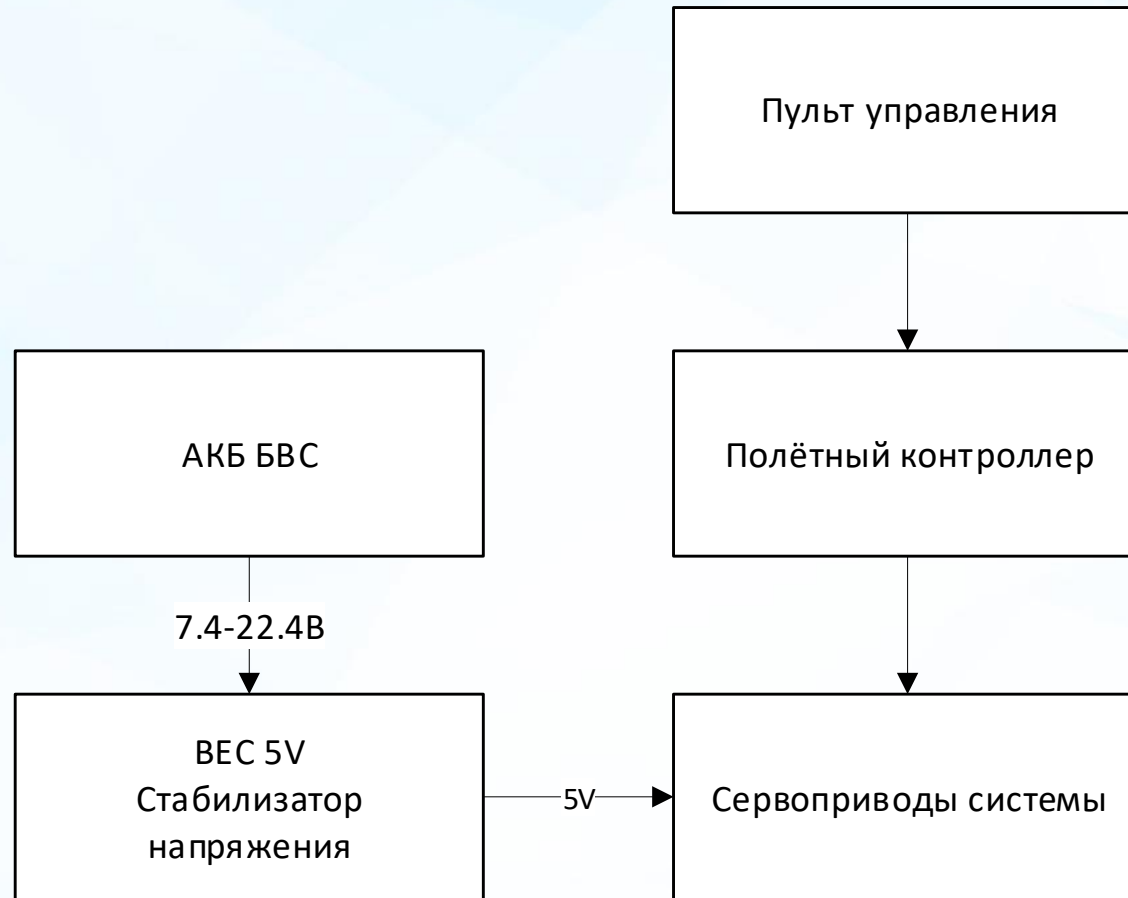 Пульт управления
АКБ БВС
Полётный контроллер
7.4-22.4В
BEC 5V
Стабилизатор
напряжения
5V
Сервоприводы системы